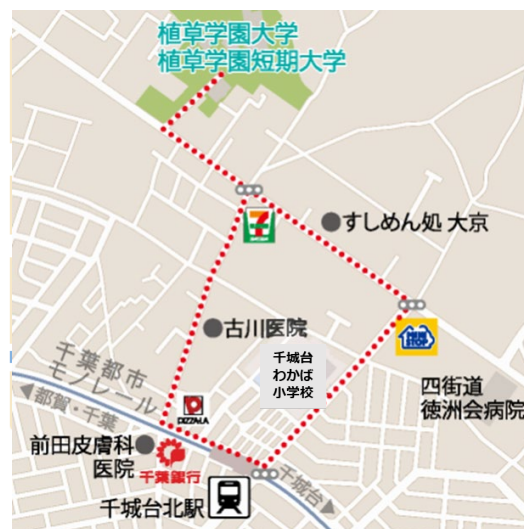 植草学園大学
植草学園短期大学
すしめん処 大京
古川医院
千城台
わかば
小学校
千葉都市
モノレール
◀都賀・千葉
四街道
徳洲会病院
PIZZA-LA
前田皮膚科
医院
千葉銀行
千城台▶
千城台北駅